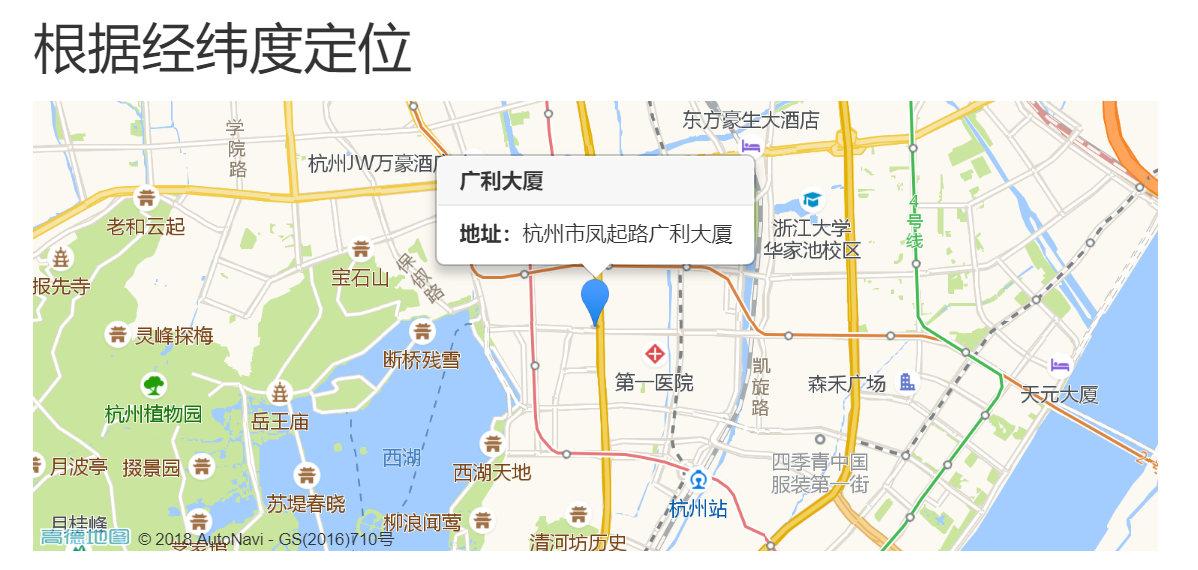 根据经纬度定位
东方豪生大酒店
学
院
路
杭州JW万豪酒店
广利大厦
地址：杭州市凤起路广利大厦
老和云起
4
号
线
浙江大学
华家池校区
宝石山
保
俶
路
报先寺
灵峰探梅
断桥残雪
凯
旋
路
第一医院
森禾广场
天元大厦
杭州植物园
岳王庙
西湖
月波亭
掇景园
西湖天地
四季青中国
服装第一街
苏堤春晓
杭州站
月桂峰
柳浪闻莺
清河坊历史
高德地图
© 2018 AutoNavi - GS(2016)710号